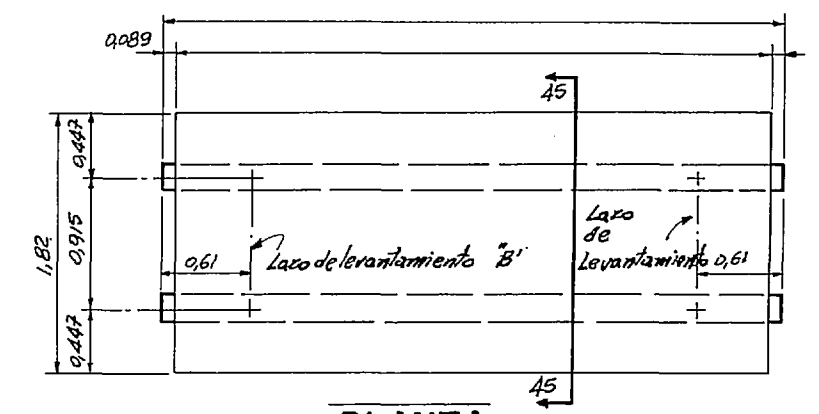 0,089
45
0,447
1,82
0,915
0,447
0,61
Lazo de levantamiento "B"
Lazo
de
Levantamiento 0,61
45
PLANTA